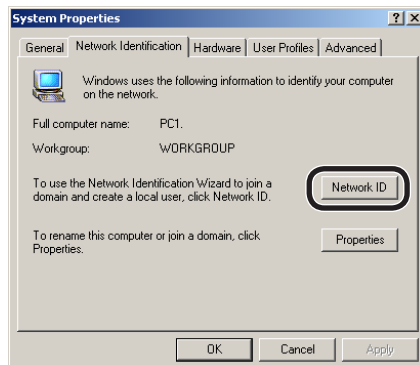 System Properties
General Network Identification Hardware User Profiles Advanced
Windows uses the following information to identify your computer
on the network.
Full computer name: PC1.
Workgroup: WORKGROUP
To use the Network Identification Wizard to join a
domain and create a local user, click Network ID.
Network ID
To rename this computer or join a domain, click
Properties.
Properties
OK Cancel Apply